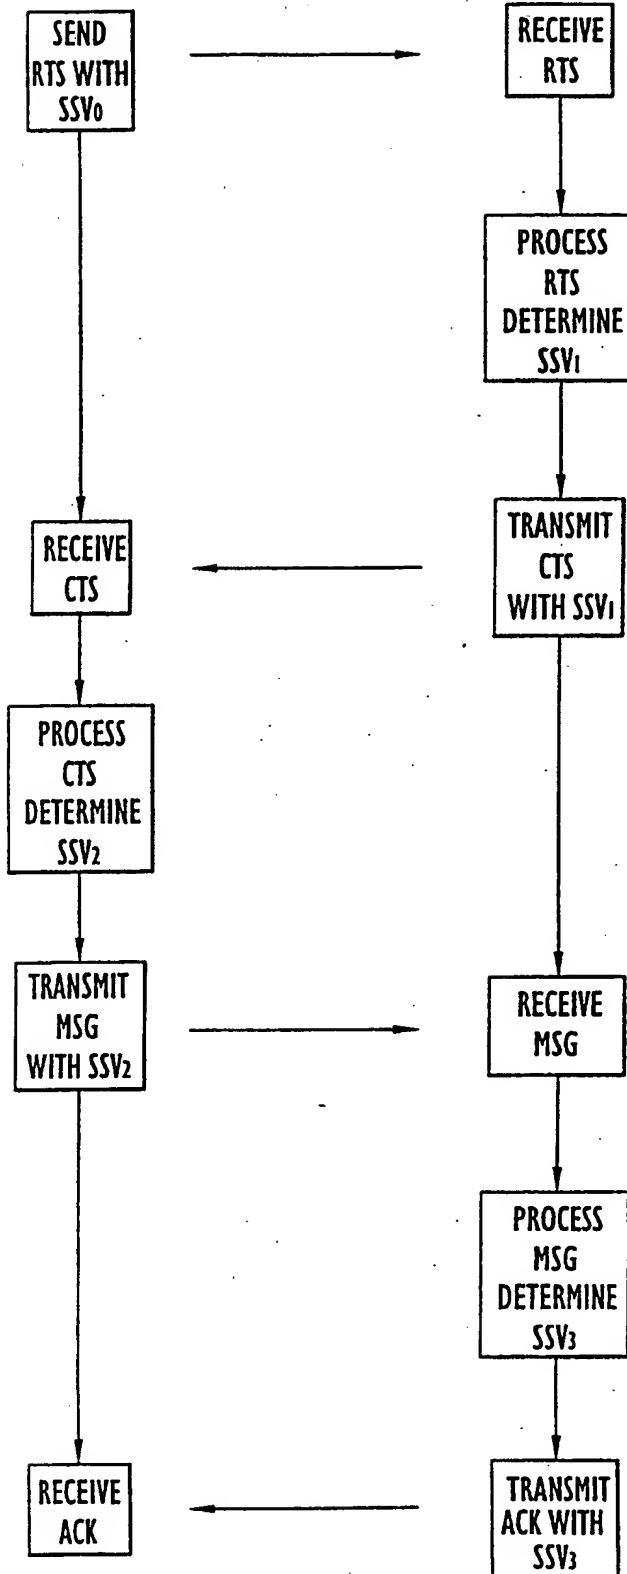 SEND
RTS WITH
SSV0
RECEIVE
RTS
PROCESS
RTS
DETERMINE
SSV1
RECEIVE
CTS
TRANSMIT
CTS
WITH SSV1
PROCESS
CTS
DETERMINE
SSV2
TRANSMIT
MSG
WITH SSV2
RECEIVE
MSG
PROCESS
MSG
DETERMINE
SSV3
RECEIVE
ACK
TRANSMIT
ACK WITH
SSV3